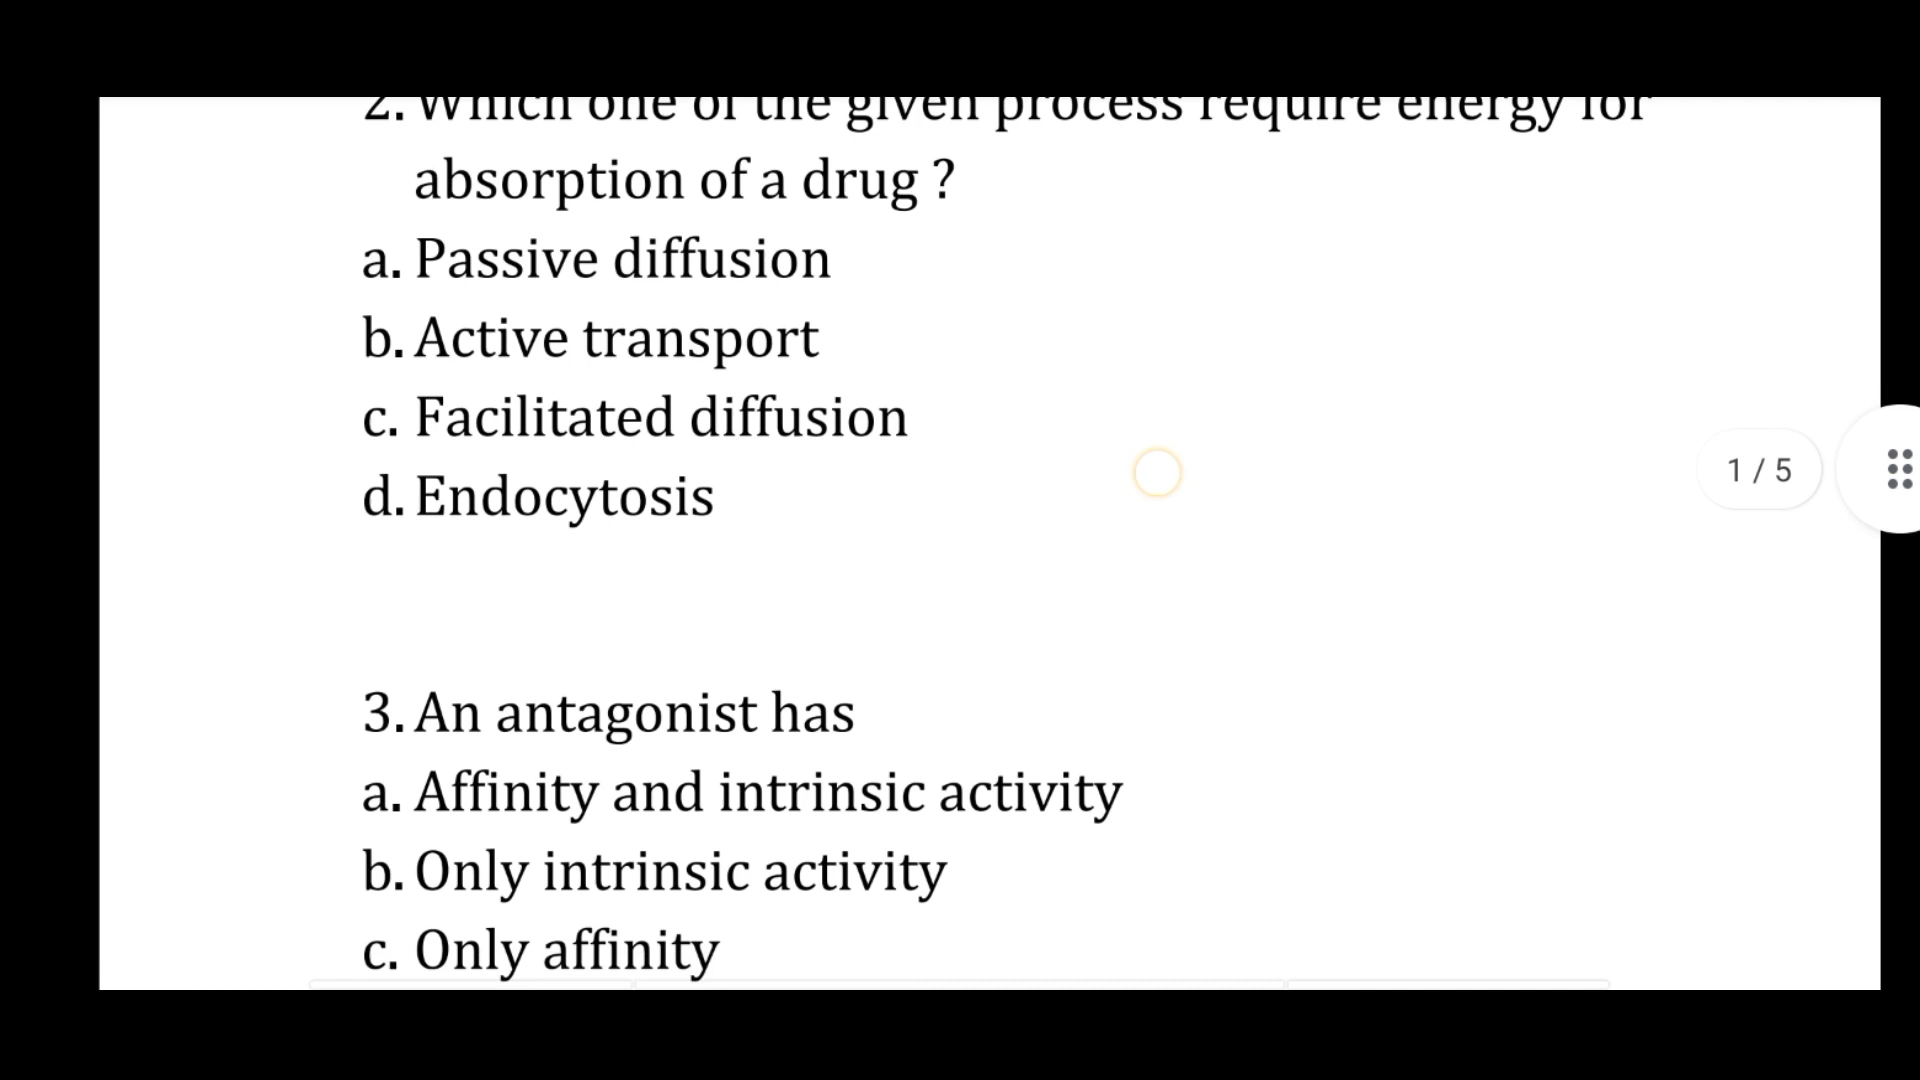 2. Which one of the given process require energy for
absorption of a drug ?
a. Passive diffusion
b. Active transport
c. Facilitated diffusion
d. Endocytosis
1 / 5
3. An antagonist has
a. Affinity and intrinsic activity
b. Only intrinsic activity
c. Only affinity